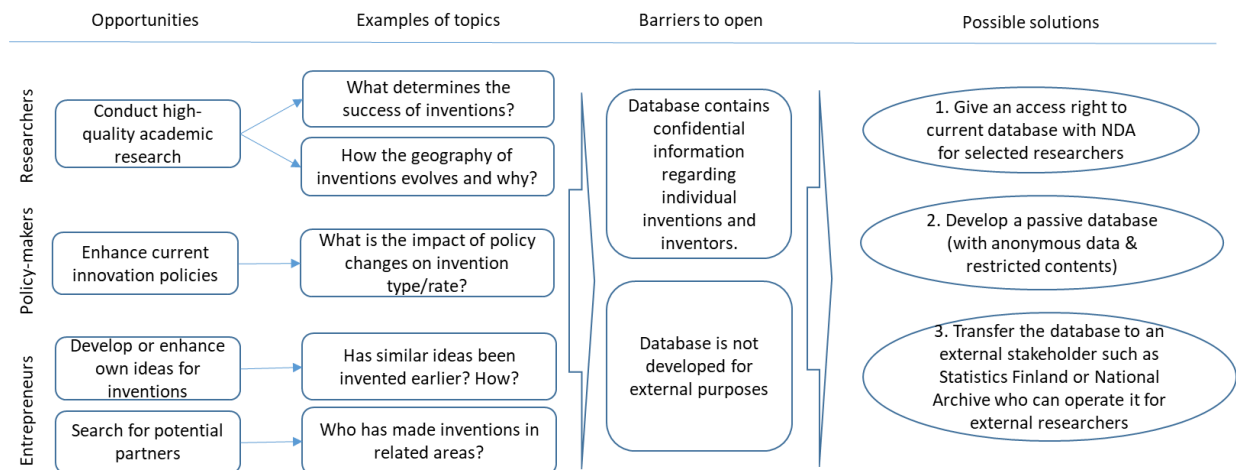 Opportunities
Examples of topics
Barriers to open
Possible solutions
Researchers
Conduct high-
quality academic
research
What determines the
success of inventions?
How the geography of
inventions evolves and why?
Policy-makers
Enhance current
innovation policies
What is the impact of policy
changes on invention
type/rate?
Entrepreneurs
Develop or enhance
own ideas for
inventions
Has similar ideas been
invented earlier? How?
Search for potential
partners
Who has made inventions in
related areas?
Database contains
confidential
information
regarding
individual
inventions and
inventors.
Database is not
developed for
external purposes
1. Give an access right to
current database with NDA
for selected researchers
2. Develop a passive database
(with anonymous data &
restricted contents)
3. Transfer the database to an
external stakeholder such as
Statistics Finland or National
Archive who can operate it for
external researchers